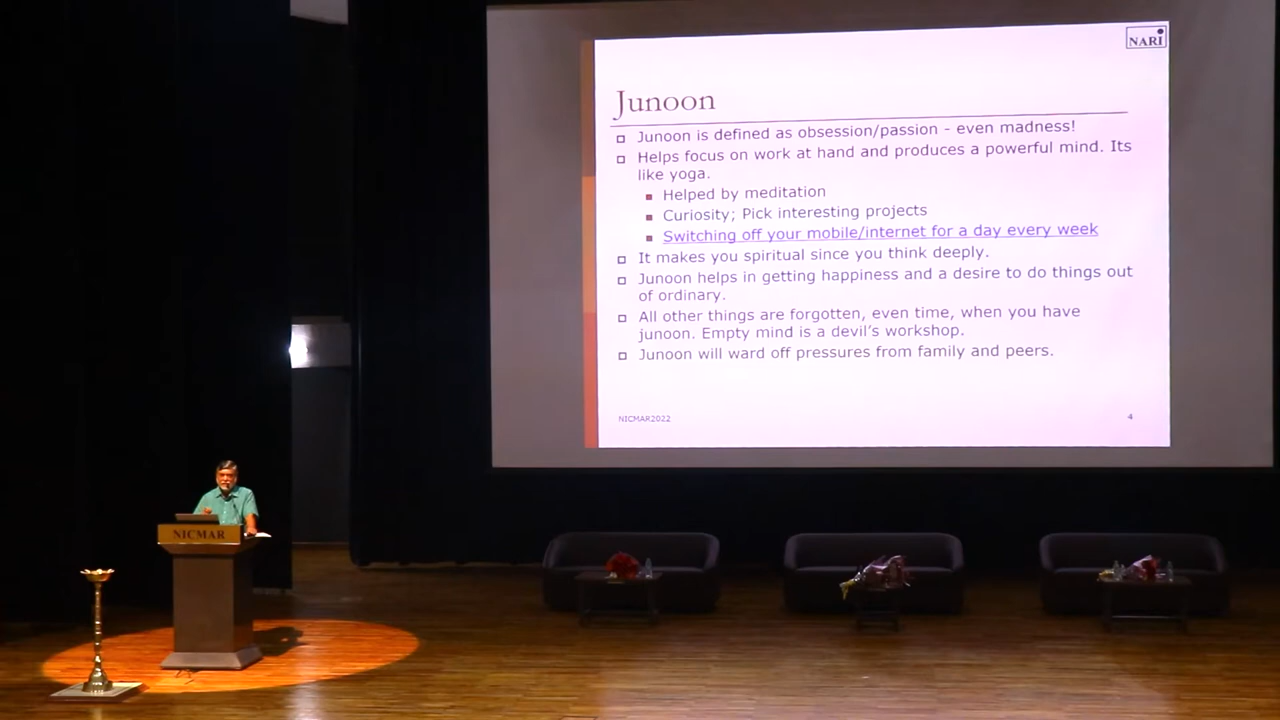 NARI
Junoon
Junoon is defined as obsession/passion - even madness!
Helps focus on work at hand and produces a powerful mind. Its
like yoga.
Helped by meditation
Curiosity; Pick interesting projects
Switching off your mobile/internet for a day every week
It makes you spiritual since you think deeply.
Junoon helps in getting happiness and a desire to do things out
of ordinary.
All other things are forgotten, even time, when you have
junoon. Empty mind is a devil's workshop.
Junoon will ward off pressures from family and peers.
NICMAR2022
4
NICMAR